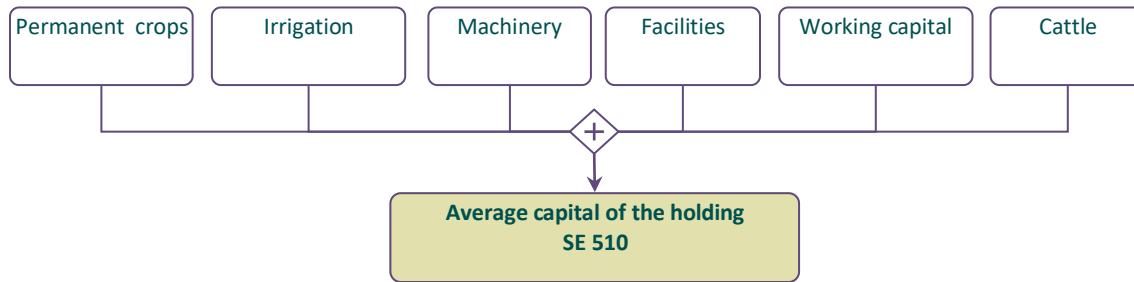 Permanent crops
Irrigation
Machinery
Facilities
Working capital
Cattle
+
Average capital of the holding
SE 510